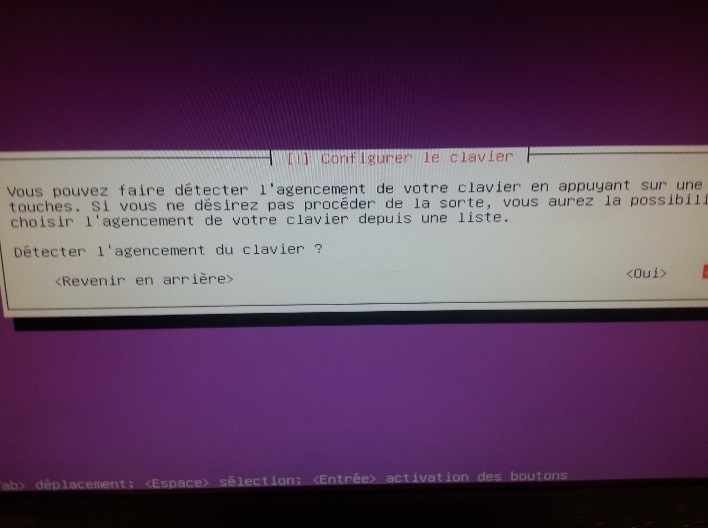 [!] Configurer le clavier
Vous pouvez faire détecter l'agencement de votre clavier en appuyant sur une
touches. Si vous ne désirez pas procéder de la sorte, vous aurez la possibili
choisir l'agencement de votre clavier depuis une liste.
Détecter l'agencement du clavier ?
<Revenir en arrière> <Oui>
ab> déplacement; <Espace> sélection; <Entrée> activation des boutons